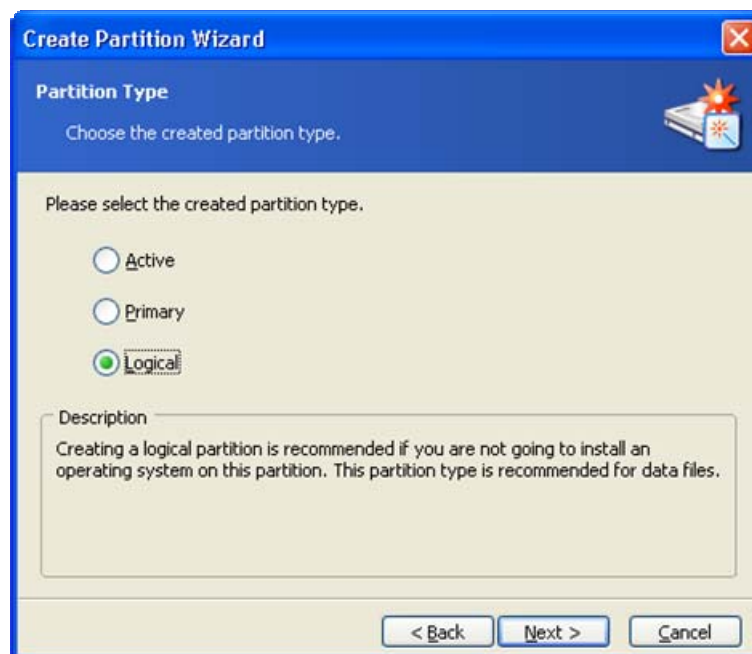 Create Partition Wizard
Partition Type
Choose the created partition type.
Please select the created partition type.
Active
Primary
Logical
Description
Creating a logical partition is recommended if you are not going to install an
operating system on this partition. This partition type is recommended for data files.
< Back
Next >
Cancel